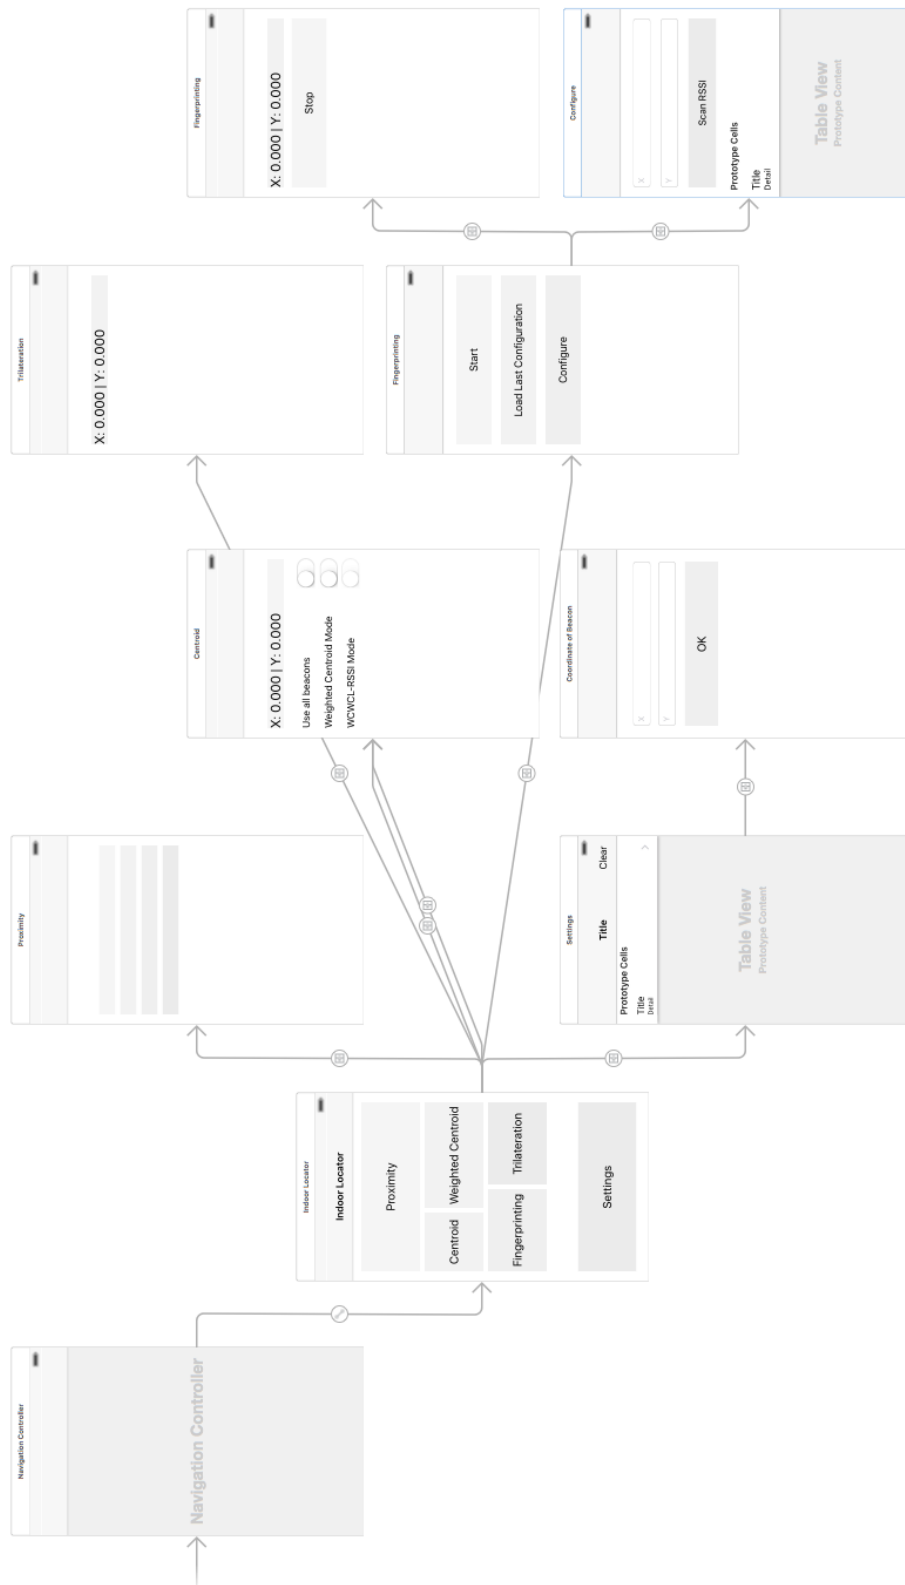 Navigation Controller
Navigation Controller
Indoor Locator
Indoor Locator
Proximity
Centroid
Weighted Centroid
Fingerprinting
Trilateration
Settings
Proximity
Settings
Title
Clear
Prototype Cells
Title
Detail
Table View
Prototype Content
Centroid
X: 0.000 | Y: 0.000
Use all beacons
Weighted Centroid Mode
WCWCL-RSSI Mode
Coordinate of Beacon
X
Y
OK
Trilateration
X: 0.000 | Y: 0.000
Fingerprinting
Start
Load Last Configuration
Configure
Fingerprinting
X: 0.000 | Y: 0.000
Stop
Configure
X
Y
Scan RSSI
Prototype Cells
Title
Detail
Table View
Prototype Content